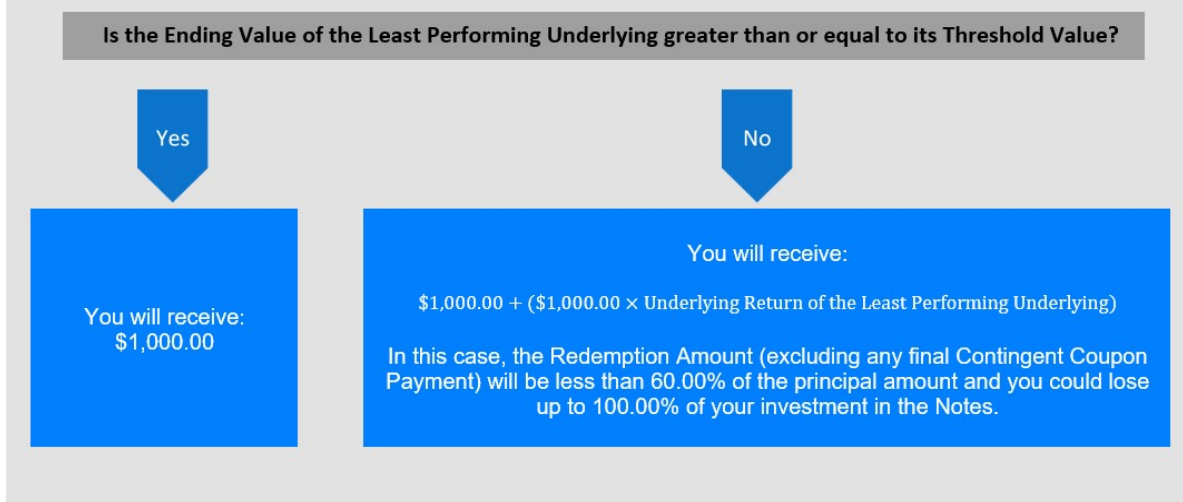 Is the Ending Value of the Least Performing Underlying greater than or equal to its Threshold Value?
Yes
No
You will receive:
$1,000.00
You will receive:
$1,000.00 + ($1,000.00 × Underlying Return of the Least Performing Underlying)
In this case, the Redemption Amount (excluding any final Contingent Coupon
Payment) will be less than 60.00% of the principal amount and you could lose
up to 100.00% of your investment in the Notes.